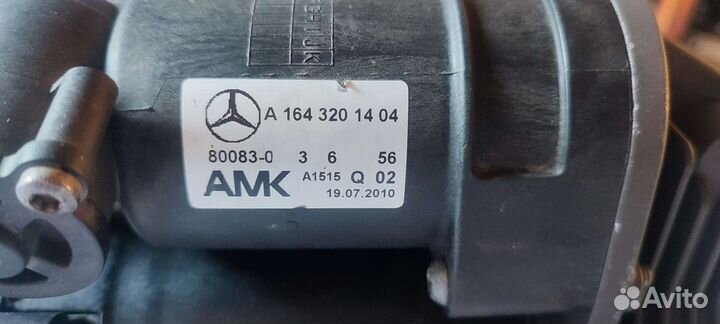 A 164 320 14 04
80083-0 3 6 56
AMK A1515 Q 02
19.07.2010
Avito